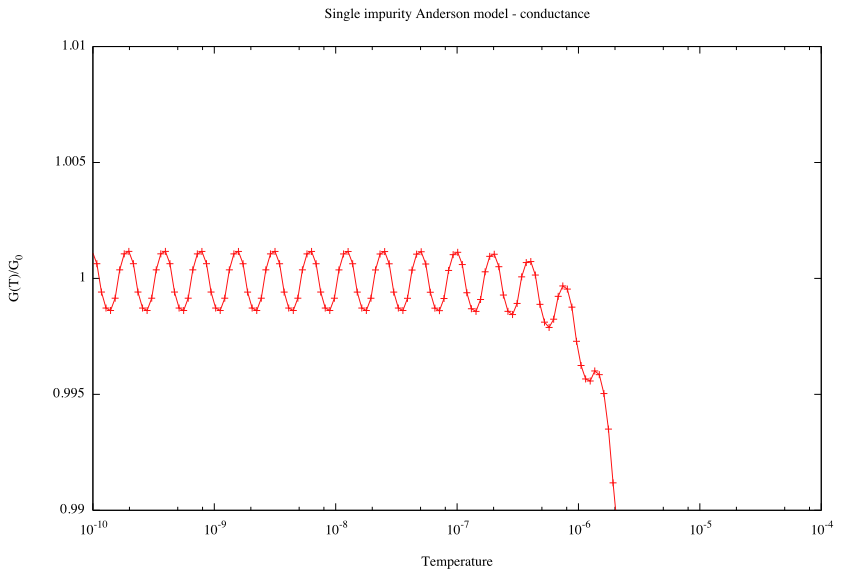 Single impurity Anderson model - conductance
1.01
1.005
1
0.995
0.99
G(T)/G₀
10⁻¹⁰ 10⁻⁹ 10⁻⁸ 10⁻⁷ 10⁻⁶ 10⁻⁵ 10⁻⁴
Temperature